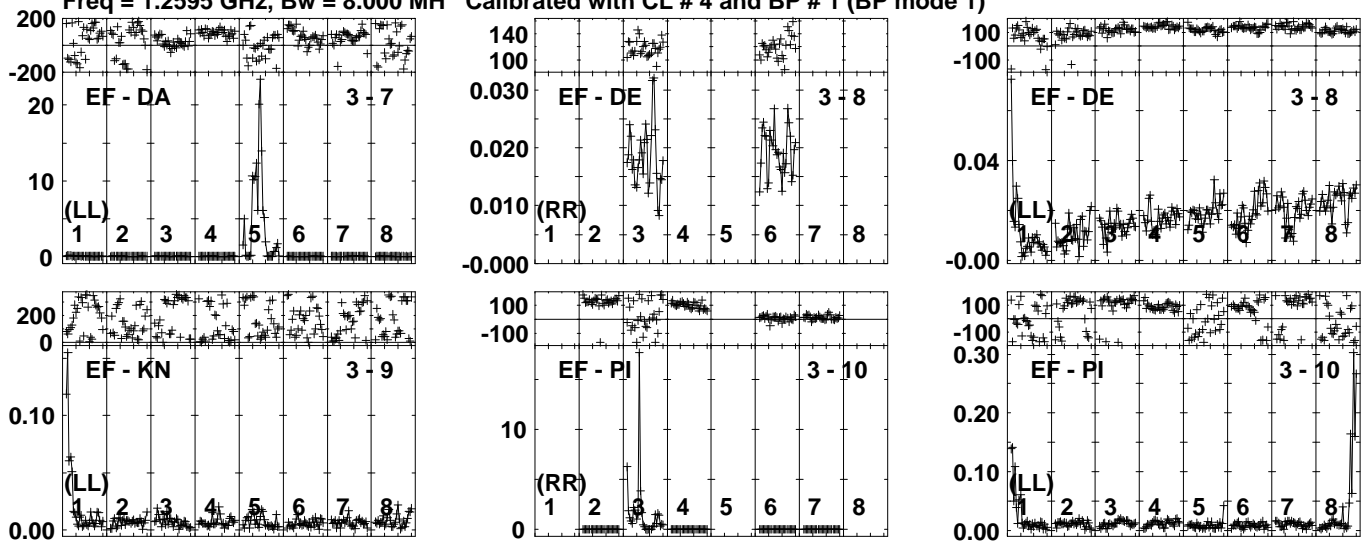 Freq = 1.2595 GHz, Bw = 8.000 MH Calibrated with CL # 4 and BP # 1 (BP mode 1)
200
-200
EF - DA 3 - 7
20
10
0
(LL)
1 2 3 4 5 6 7 8
140
100
EF - DE 3 - 8
0.030
0.020
0.010
-0.000
(RR)
1 2 3 4 5 6 7 8
100
-100
EF - DE 3 - 8
0.04
-0.00
(LL)
1 2 3 4 5 6 7 8
200
0
EF - KN 3 - 9
0.10
0.00
(LL)
1 2 3 4 5 6 7 8
100
-100
EF - PI 3 - 10
10
0
(RR)
1 2 3 4 5 6 7 8
100
-100
EF - PI 3 - 10
0.30
0.20
0.10
0.00
(LL)
1 2 3 4 5 6 7 8